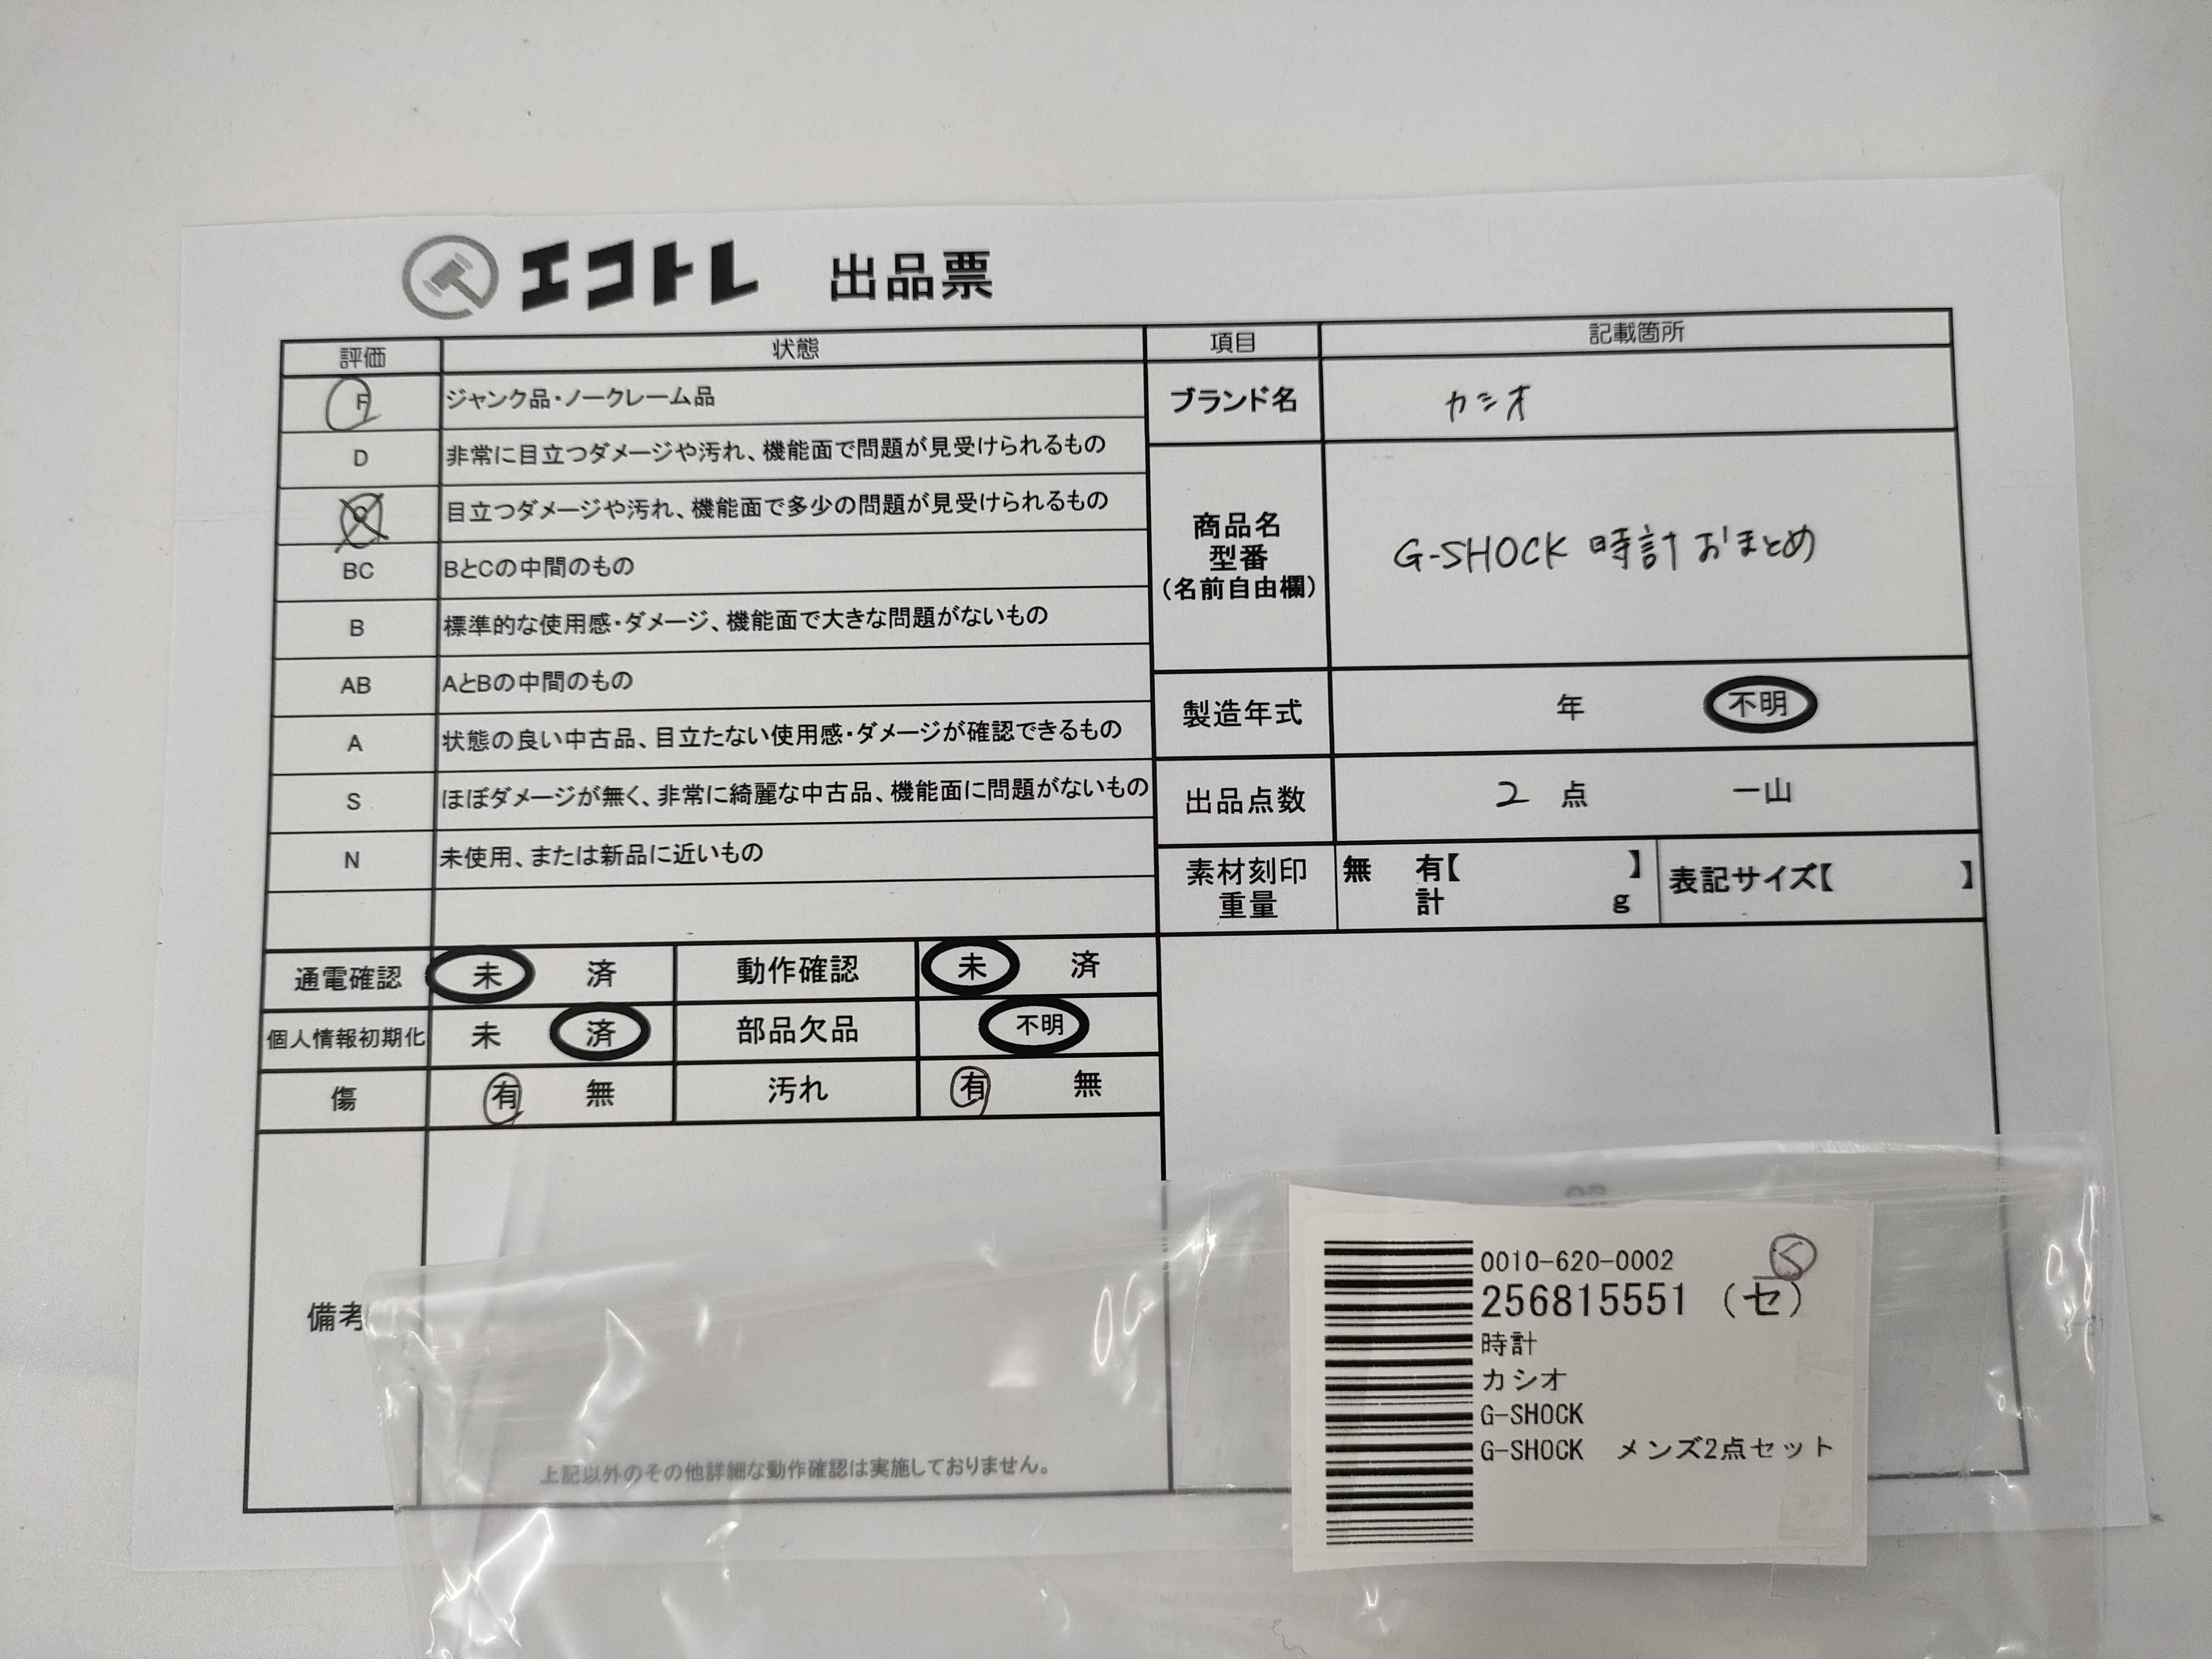 エコトレ 出品票
評価 状態 項目 記載箇所
F ジャンク品・ノークレーム品
D 非常に目立つダメージや汚れ、機能面で問題が見受けられるもの
C 目立つダメージや汚れ、機能面で多少の問題が見受けられるもの
BC BとCの中間のもの
B 標準的な使用感・ダメージ、機能面で大きな問題がないもの
AB AとBの中間のもの
A 状態の良い中古品、目立たない使用感・ダメージが確認できるもの
S ほぼダメージが無く、非常に綺麗な中古品、機能面に問題がないもの
N 未使用、または新品に近いもの
ブランド名 カシオ
商品名
型番
(名前自由欄)
G-SHOCK 時計 おまとめ
製造年式 年 不明
出品点数 2 点 一山
素材刻印 無 有【 】 表記サイズ【 】
重量 計 g
通電確認 未 済 動作確認 未 済
個人情報初期化 未 済 部品欠品 不明
傷 有 無 汚れ 有 無
備考
上記以外のその他詳細な動作確認は実施しておりません。
0010-620-0002
256815551 (セ)
時計
カシオ
G-SHOCK
G-SHOCK メンズ2点セット